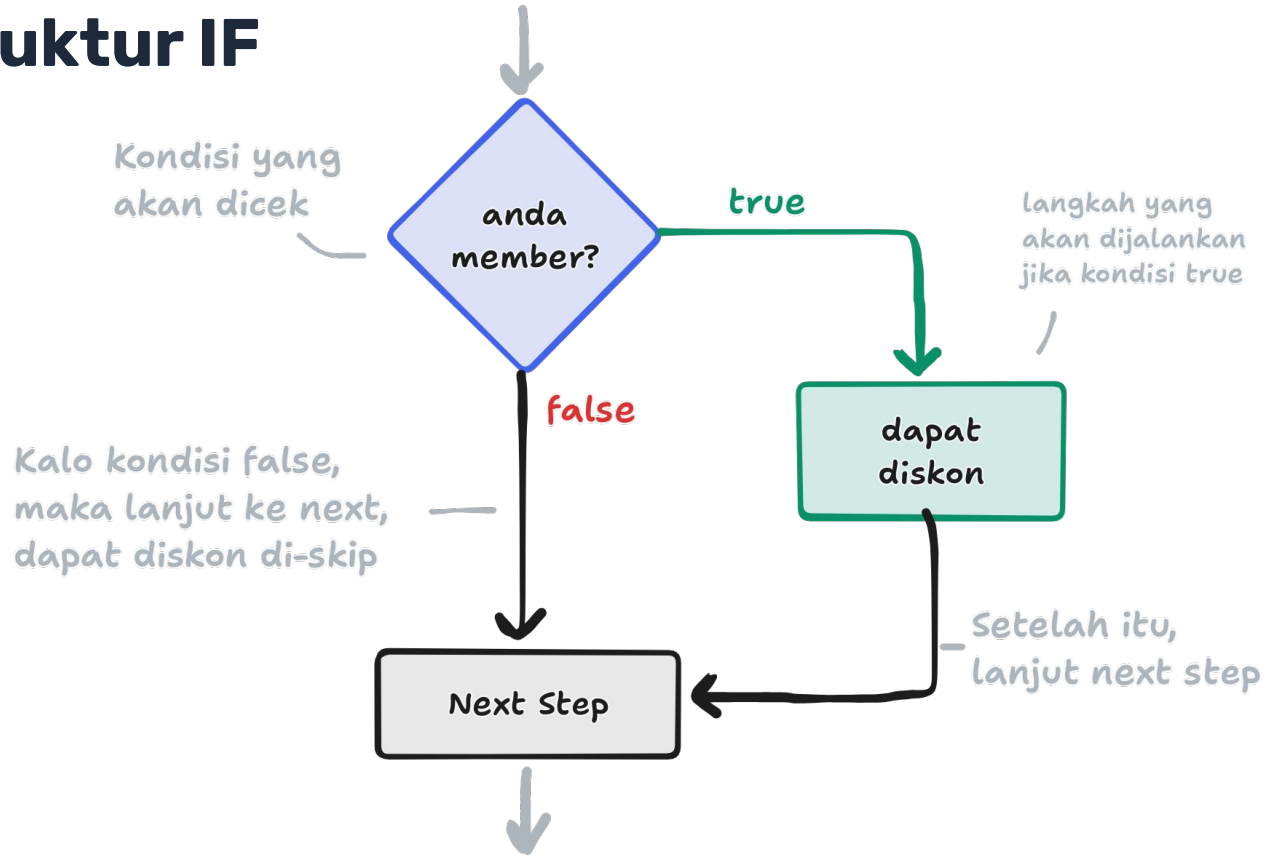 uktur IF
Kondisi yang
akan dicek
anda
member?
true
langkah yang
akan dijalankan
jika kondisi true
false
dapat
diskon
Kalo kondisi false,
maka lanjut ke next,
dapat diskon di-skip
Setelah itu,
lanjut next step
Next Step